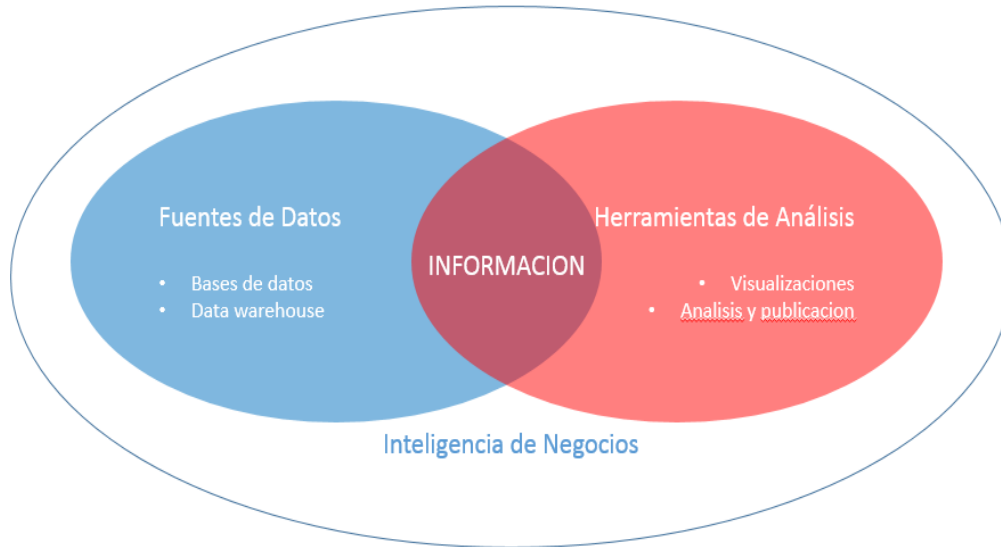 Fuentes de Datos
• Bases de datos
• Data warehouse
INFORMACION
Herramientas de Análisis
• Visualizaciones
• Analisis y publicacion
Inteligencia de Negocios